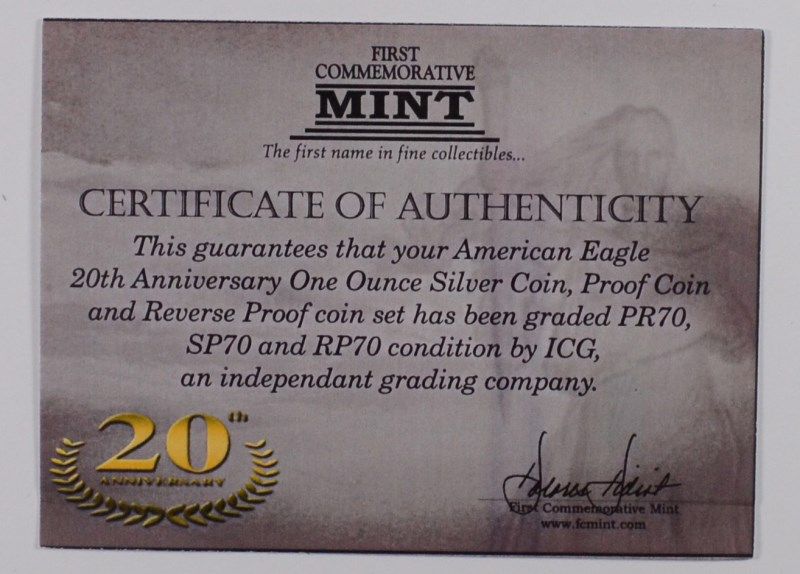 FIRST
COMMEMORATIVE
MINT
The first name in fine collectibles...
CERTIFICATE OF AUTHENTICITY
This guarantees that your American Eagle
20th Anniversary One Ounce Silver Coin, Proof Coin
and Reverse Proof coin set has been graded PR70,
SP70 and RP70 condition by ICG,
an independant grading company.
20th
ANNIVERSARY
First Commemorative Mint
www.fcmint.com